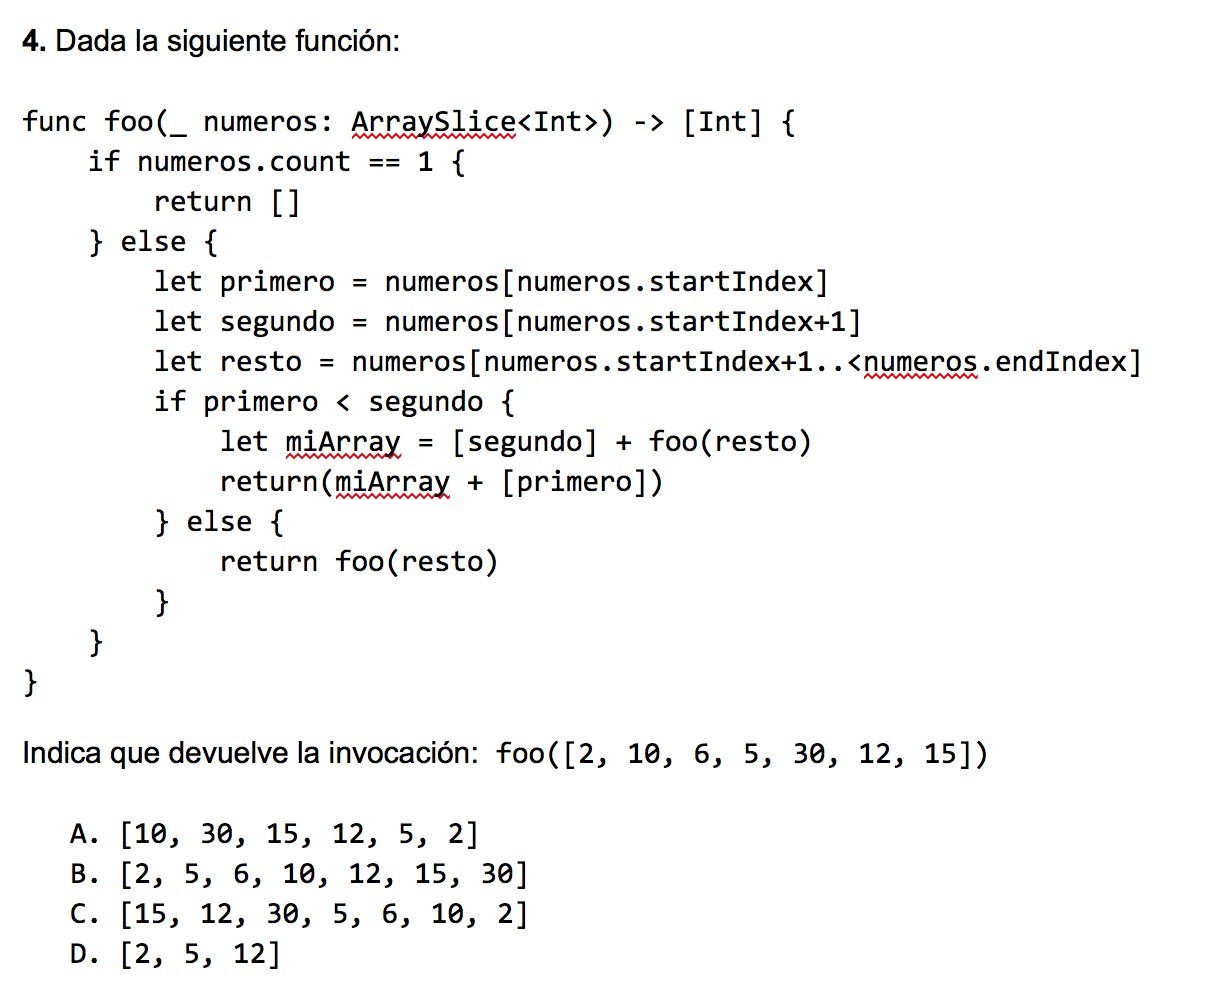 4. Dada la siguiente función:
func foo(_ numeros: ArraySlice<Int>) -> [Int] {
    if numeros.count == 1 {
        return []
    } else {
        let primero = numeros[numeros.startIndex]
        let segundo = numeros[numeros.startIndex+1]
        let resto = numeros[numeros.startIndex+1..<numeros.endIndex]
        if primero < segundo {
            let miArray = [segundo] + foo(resto)
            return(miArray + [primero])
        } else {
            return foo(resto)
        }
    }
}
Indica que devuelve la invocación: foo([2, 10, 6, 5, 30, 12, 15])
A. [10, 30, 15, 12, 5, 2]
B. [2, 5, 6, 10, 12, 15, 30]
C. [15, 12, 30, 5, 6, 10, 2]
D. [2, 5, 12]